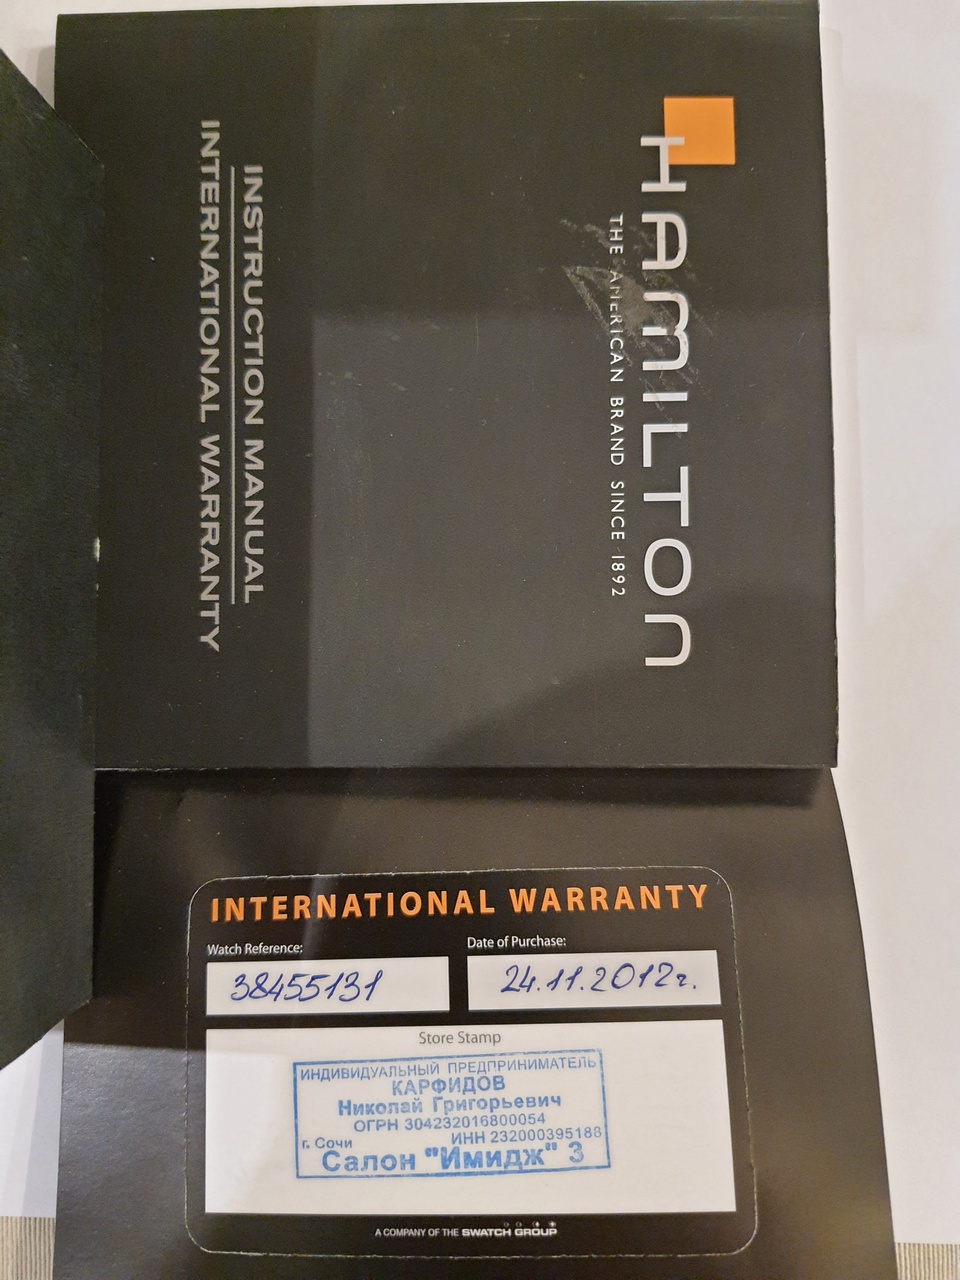 HAMILTON
THE AMERICAN BRAND SINCE 1892
INSTRUCTION MANUAL
INTERNATIONAL WARRANTY
INTERNATIONAL WARRANTY
Watch Reference:
38455131
Date of Purchase:
24.11.2012г.
Store Stamp
ИНДИВИДУАЛЬНЫЙ ПРЕДПРИНИМАТЕЛЬ
КАРФИДОВ
Николай Григорьевич
ОГРН 304232016800054
г. Сочи ИНН 232000395188
Салон "Имидж" 3
A COMPANY OF THE SWATCH GROUP